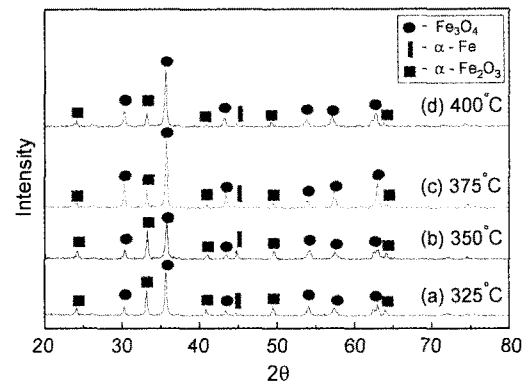 - Fe₃O₄
- α - Fe
- α - Fe₂O₃
(d) 400°C
(c) 375°C
(b) 350°C
(a) 325°C
Intensity
20 30 40 50 60 70 80
2θ